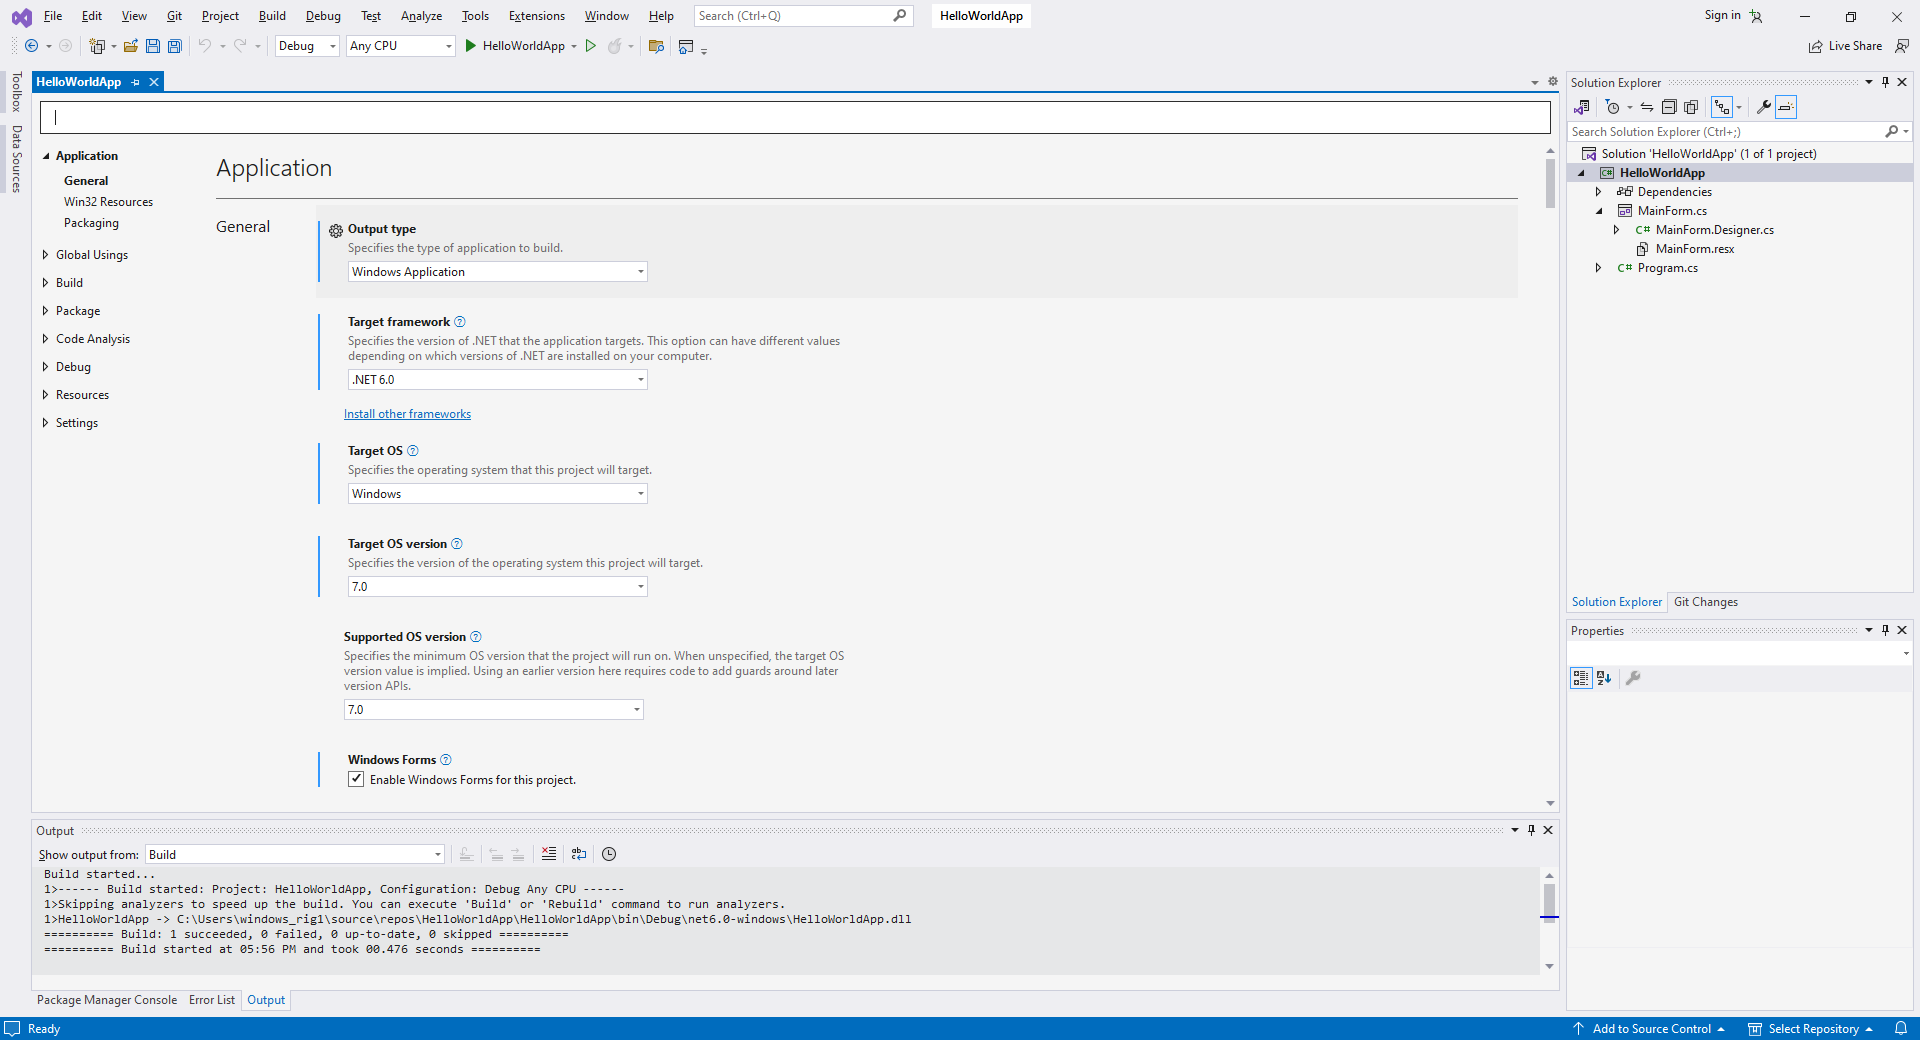 File Edit View Git Project Build Debug Test Analyze Tools Extensions Window Help Search (Ctrl+Q) HelloWorldApp Sign in
Debug Any CPU HelloWorldApp Live Share
Toolbox
Data Sources
HelloWorldApp
Application
General
Win32 Resources
Packaging
Global Usings
Build
Package
Code Analysis
Debug
Resources
Settings
Application
General
Output type
Specifies the type of application to build.
Windows Application
Target framework
Specifies the version of .NET that the application targets. This option can have different values
depending on which versions of .NET are installed on your computer.
.NET 6.0
Install other frameworks
Target OS
Specifies the operating system that this project will target.
Windows
Target OS version
Specifies the version of the operating system this project will target.
7.0
Supported OS version
Specifies the minimum OS version that the project will run on. When unspecified, the target OS
version value is implied. Using an earlier version here requires code to add guards around later
version APIs.
7.0
Windows Forms
Enable Windows Forms for this project.
Solution Explorer
Search Solution Explorer (Ctrl+;)
Solution 'HelloWorldApp' (1 of 1 project)
C# HelloWorldApp
Dependencies
MainForm.cs
C# MainForm.Designer.cs
MainForm.resx
C# Program.cs
Solution Explorer Git Changes
Properties
Output
Show output from: Build
Build started...
1>------ Build started: Project: HelloWorldApp, Configuration: Debug Any CPU ------
1>Skipping analyzers to speed up the build. You can execute 'Build' or 'Rebuild' command to run analyzers.
1>HelloWorldApp -> C:\Users\windows_rig1\source\repos\HelloWorldApp\HelloWorldApp\bin\Debug\net6.0-windows\HelloWorldApp.dll
========== Build: 1 succeeded, 0 failed, 0 up-to-date, 0 skipped ==========
========== Build started at 05:56 PM and took 00.476 seconds ==========
Package Manager Console Error List Output
Ready Add to Source Control Select Repository